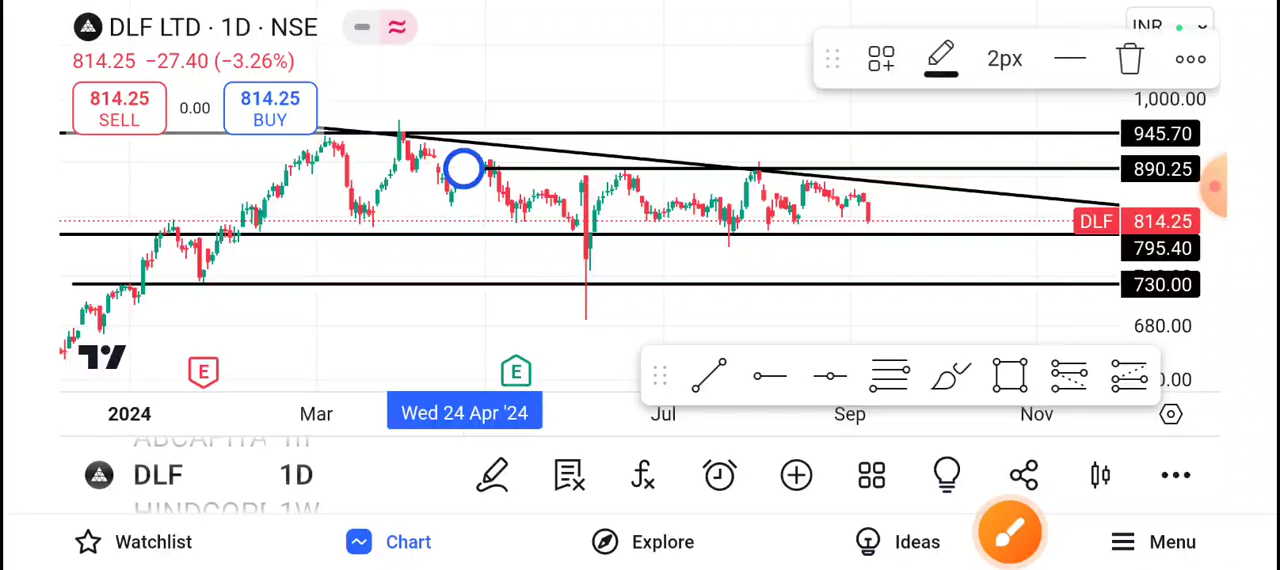 DLF LTD · 1D · NSE
INR
814.25 −27.40 (−3.26%)
2px
814.25
SELL
0.00
814.25
BUY
1,000.00
945.70
890.25
DLF 814.25
795.40
730.00
680.00
E
E
0.00
2024
Mar
Wed 24 Apr '24
Jul
Sep
Nov
DLF 1D
Watchlist
Chart
Explore
Ideas
Menu